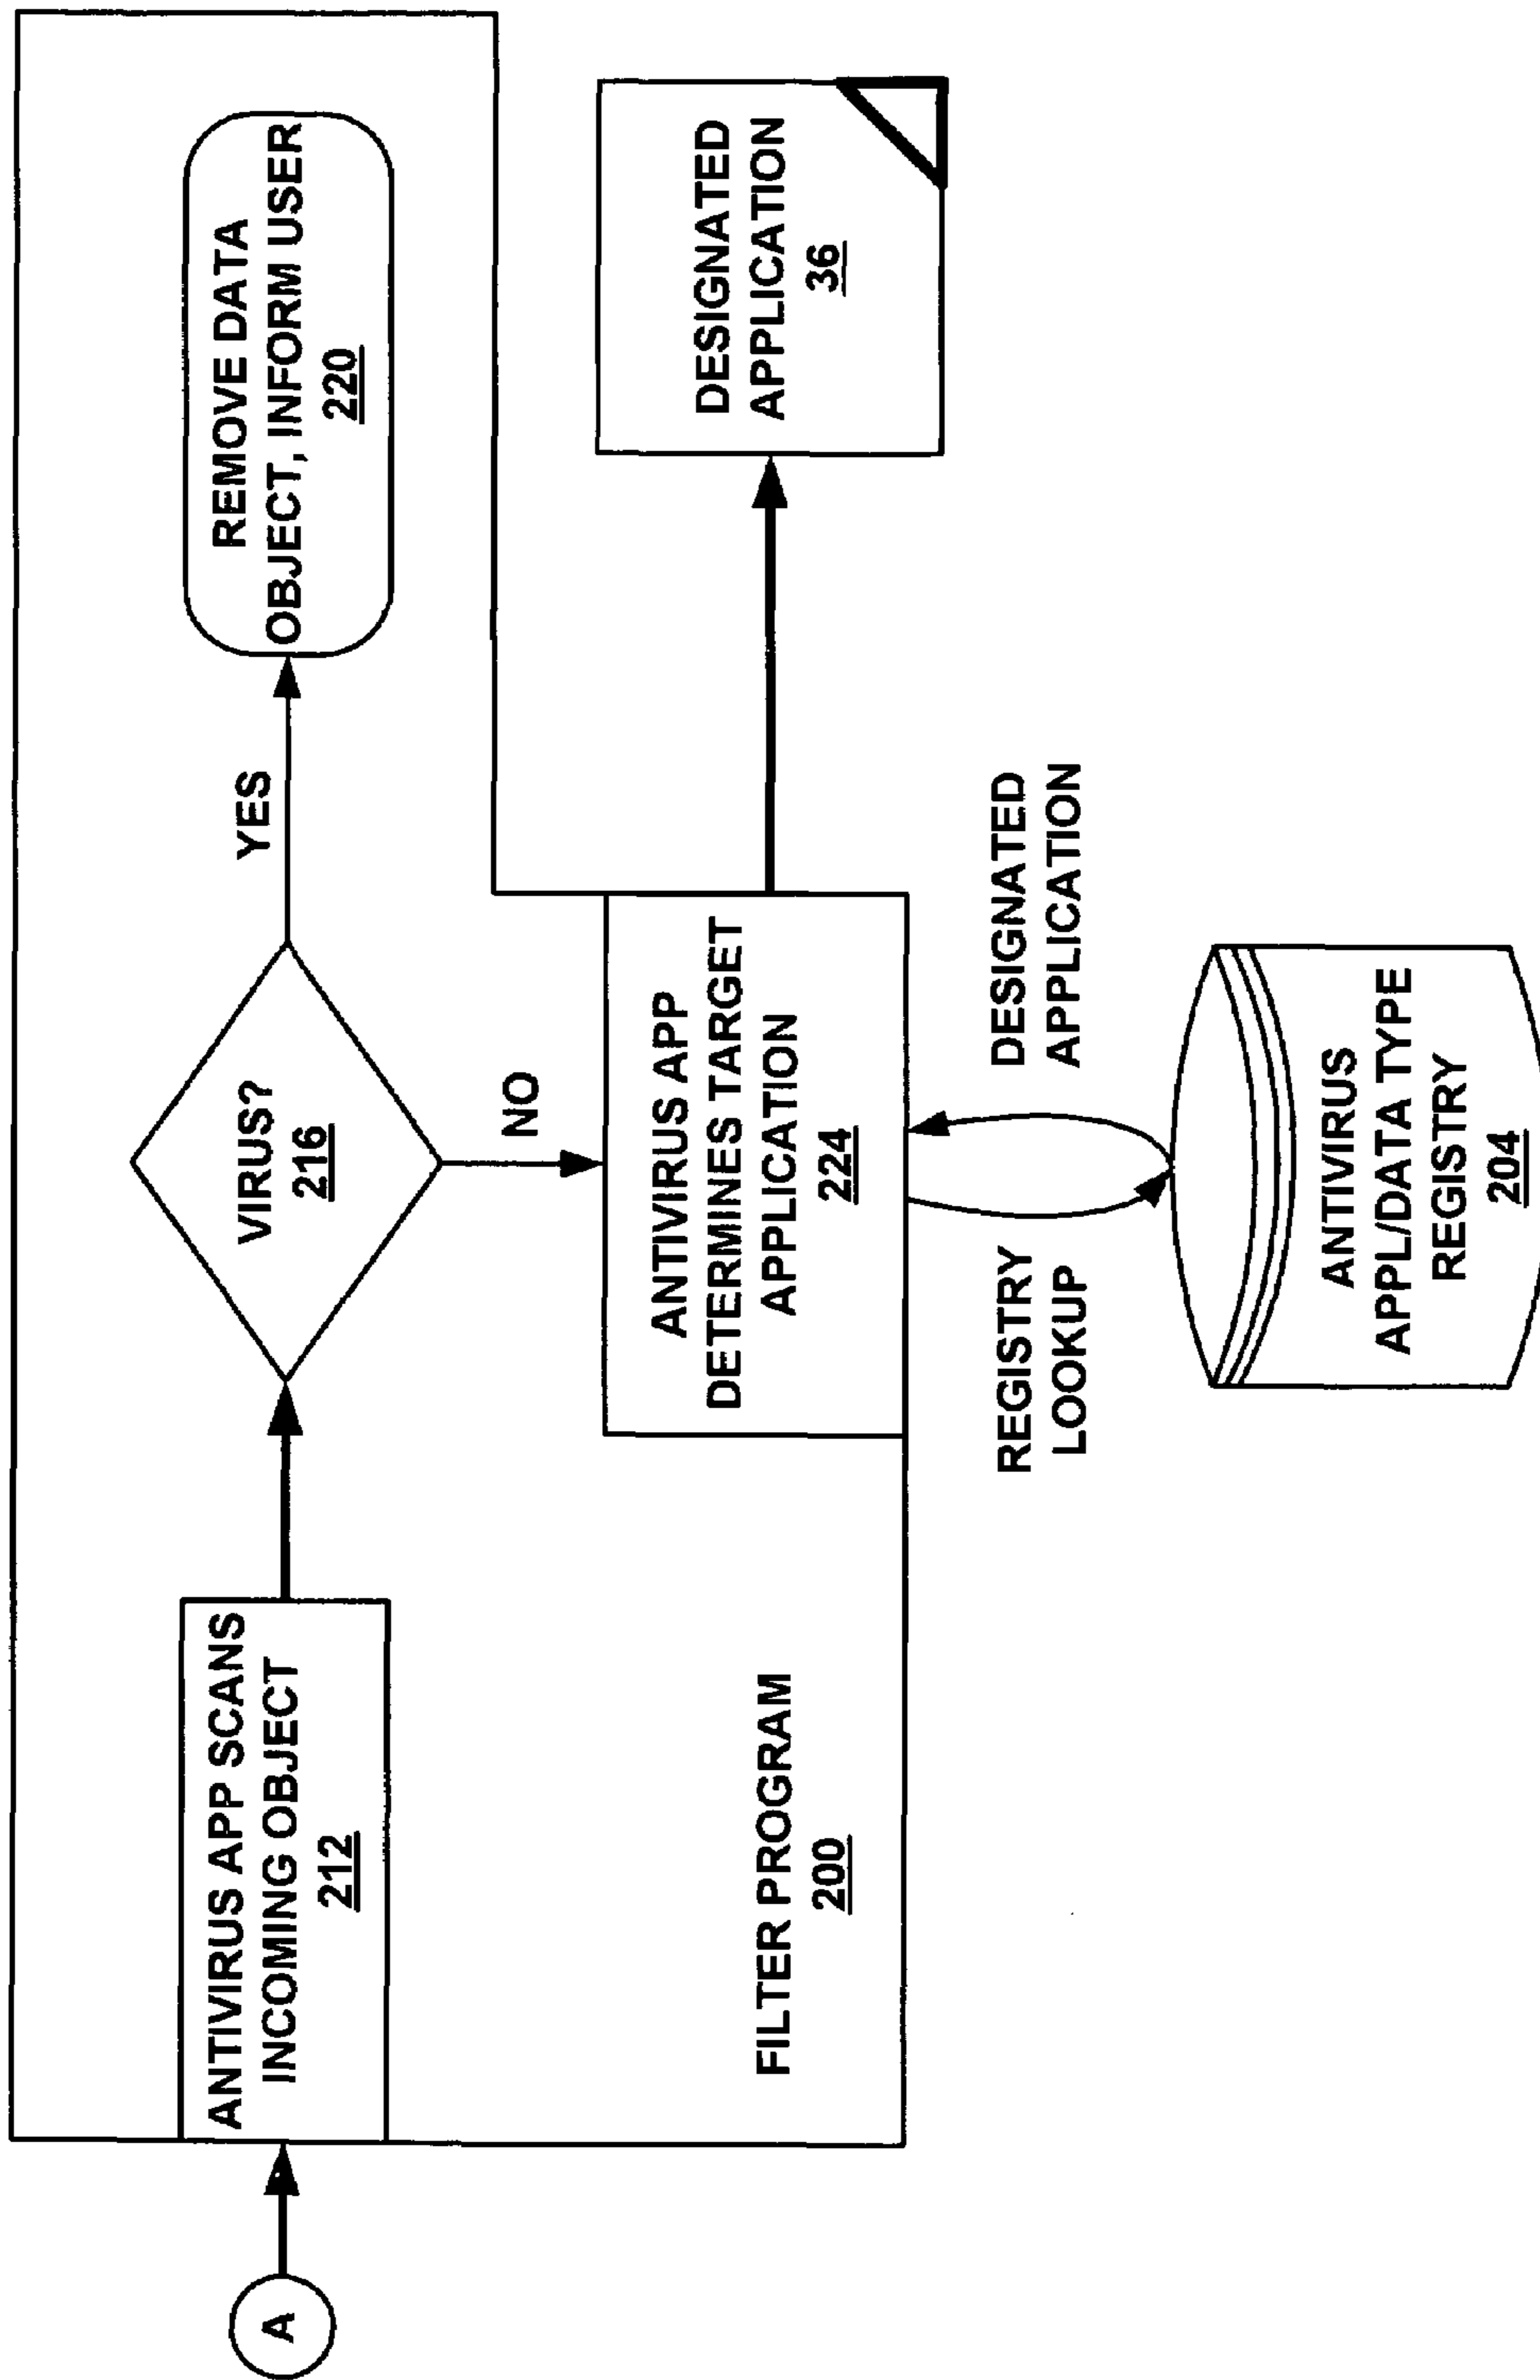 A
ANTIVIRUS APP SCANS
INCOMING OBJECT
212
VIRUS?
216
YES
REMOVE DATA
OBJECT, INFORM USER
220
NO
FILTER PROGRAM
200
ANTIVIRUS APP
DETERMINES TARGET
APPLICATION
224
DESIGNATED
APPLICATION
36
REGISTRY
LOOKUP
DESIGNATED
APPLICATION
ANTIVIRUS
APPL/DATA TYPE
REGISTRY
204